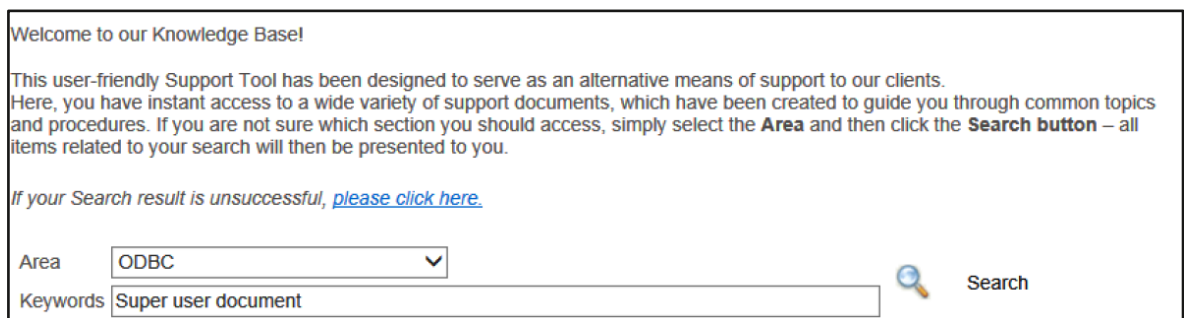 Welcome to our Knowledge Base!
This user-friendly Support Tool has been designed to serve as an alternative means of support to our clients.
Here, you have instant access to a wide variety of support documents, which have been created to guide you through common topics
and procedures. If you are not sure which section you should access, simply select the Area and then click the Search button – all
items related to your search will then be presented to you.
If your Search result is unsuccessful, please click here.
Area ODBC
Keywords Super user document
Search